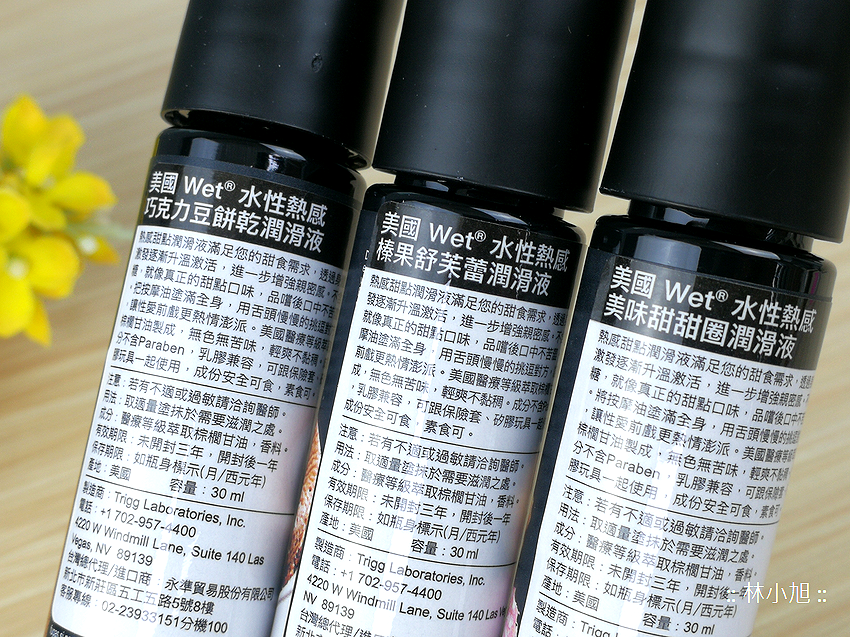 美國 Wet® 水性熱感
巧克力豆餅乾潤滑液
熱感甜點潤滑液滿足您的甜食需求，透過
激發逐漸升溫激活，進一步增強親密感，不
糖，就像真正的甜點口味，品嚐後口中不苦
把按摩油塗滿全身，用舌頭慢慢的挑逗對
，讓性愛前戲更熱情澎派。美國醫療等級
棕櫚甘油製成，無色無苦味，輕爽不黏稠
分不含Paraben，乳膠兼容，可跟保險套
膠玩具一起使用，成份安全可食，素食可。
注意：若有不適或過敏請洽詢醫師。
用法：取適量塗抹於需要滋潤之處。
成分：醫療等級萃取棕櫚甘油，香料。
有效期限：未開封三年，開封後一年
保存期限：如瓶身標示(月/西元年)
產地：美國 容量：30 ml
製造商：Trigg Laboratories, Inc.
電話：+1 702-957-4400
4220 W Windmill Lane, Suite 140 Las
Vegas, NV 89139
台灣總代理/進口商：永準貿易股份有限公司
新北市新莊區五工五路5號8樓
客服專線：02-23933151分機100
美國 Wet® 水性熱感
榛果舒芙蕾潤滑液
熱感甜點潤滑液滿足您的甜食需求，透過
發逐漸升溫激活，進一步增強親密感，不
就像真正的甜點口味，品嚐後口中不苦
摩油塗滿全身，用舌頭慢慢的挑逗對方
前戲更熱情澎派。美國醫療等級萃取棕
成，無色無苦味，輕爽不黏稠。成分不含
，乳膠兼容，可跟保險套、矽膠玩具一起
成份安全可食，素食可。
注意：若有不適或過敏請洽詢醫師。
用法：取適量塗抹於需要滋潤之處。
成分：醫療等級萃取棕櫚甘油，香料。
有效期限：未開封三年，開封後一年
保存期限：如瓶身標示(月/西元年)
產地：美國 容量：30 ml
製造商：Trigg Laboratories, Inc.
電話：+1 702-957-4400
4220 W Windmill Lane, Suite 140 Las
NV 89139
台灣總代理/進口商：永準貿易股份
美國 Wet® 水性熱感
美味甜甜圈潤滑液
熱感甜點潤滑液滿足您的甜食需求，透過
激發逐漸升溫激活，進一步增強親密感，不
糖，就像真正的甜點口味，品嚐後口中不
將按摩油塗滿全身，用舌頭慢慢的挑逗
，讓性愛前戲更熱情澎派。美國醫療等
棕櫚甘油製成，無色無苦味，輕爽不黏
分不含Paraben，乳膠兼容，可跟保險
膠玩具一起使用，成份安全可食，素食
注意：若有不適或過敏請洽詢醫師。
用法：取適量塗抹於需要滋潤之處。
成分：醫療等級萃取棕櫚甘油，香料
有效期限：未開封三年，開封後一年
保存期限：如瓶身標示(月/西元年)
產地：美國 容量：30 ml
製造商：Trigg L
電話：+1 702
:: 林小旭 ::